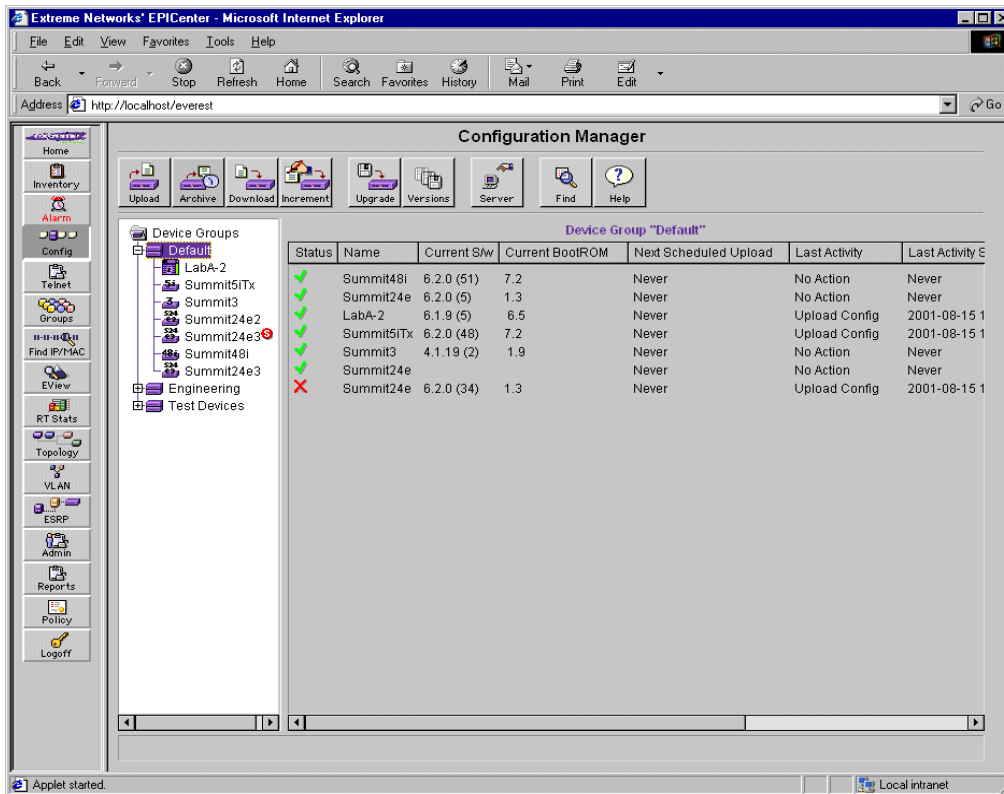 Extreme Networks' EPICenter - Microsoft Internet Explorer
File Edit View Favorites Tools Help
Back Forward Stop Refresh Home Search Favorites History Mail Print Edit
Address http://localhost/everest Go
Home
Inventory
Alarm
Config
Telnet
Groups
Find IP/MAC
EView
RT Stats
Topology
VLAN
ESRP
Admin
Reports
Policy
Logoff
Configuration Manager
Upload Archive Download Increment Upgrade Versions Server Find Help
Device Groups
Default
LabA-2
Summit5iTx
Summit3
Summit24e2
Summit24e3 S
Summit48i
Summit24e3
Engineering
Test Devices
Device Group "Default"
Status Name Current S/w Current BootROM Next Scheduled Upload Last Activity Last Activity S
Summit48i 6.2.0 (51) 7.2 Never No Action Never
Summit24e 6.2.0 (5) 1.3 Never No Action Never
LabA-2 6.1.9 (5) 6.5 Never Upload Config 2001-08-15 1
Summit5iTx 6.2.0 (48) 7.2 Never Upload Config 2001-08-15 1
Summit3 4.1.19 (2) 1.9 Never No Action Never
Summit24e Never No Action Never
Summit24e 6.2.0 (34) 1.3 Never Upload Config 2001-08-15 1
Applet started. Local intranet